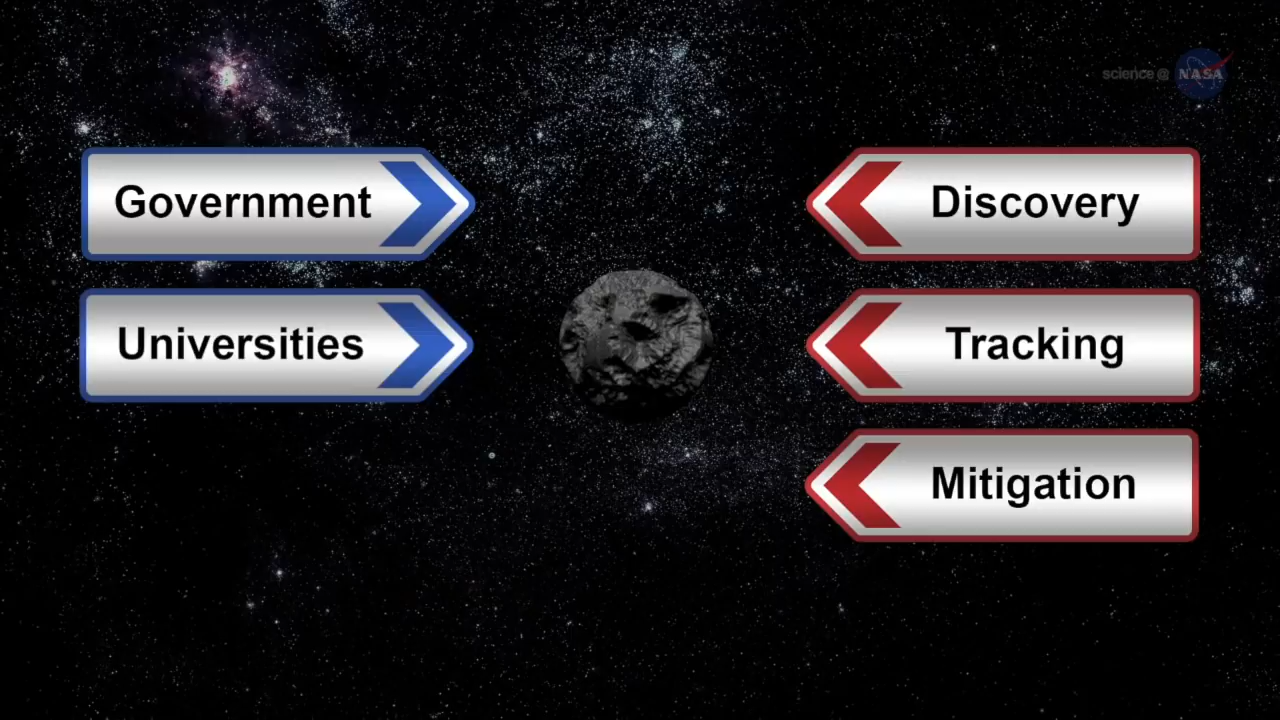 science@ NASA
Government
Discovery
Universities
Tracking
Mitigation